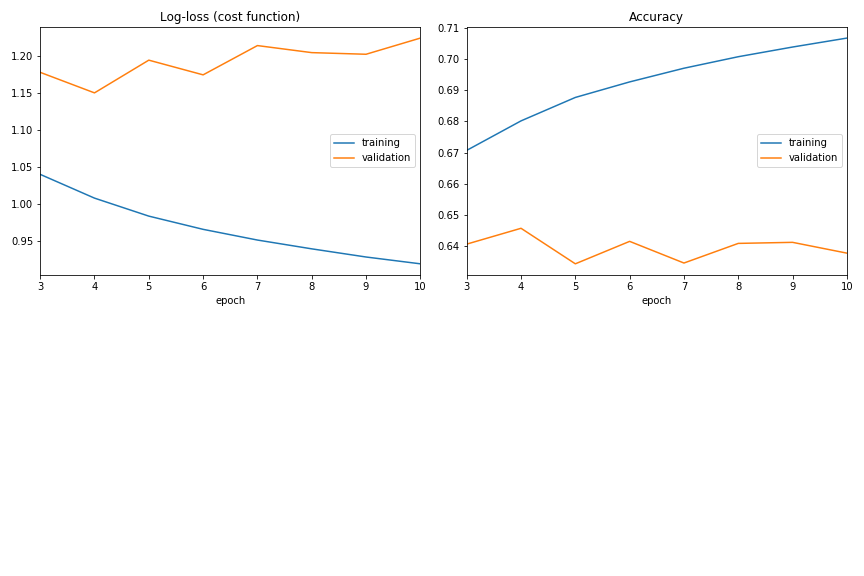 Log-loss (cost function)
1.20
1.15
1.10
1.05
1.00
0.95
training
validation
3 4 5 6 7 8 9 10
epoch
Accuracy
0.71
0.70
0.69
0.68
0.67
0.66
0.65
0.64
training
validation
3 4 5 6 7 8 9 10
epoch